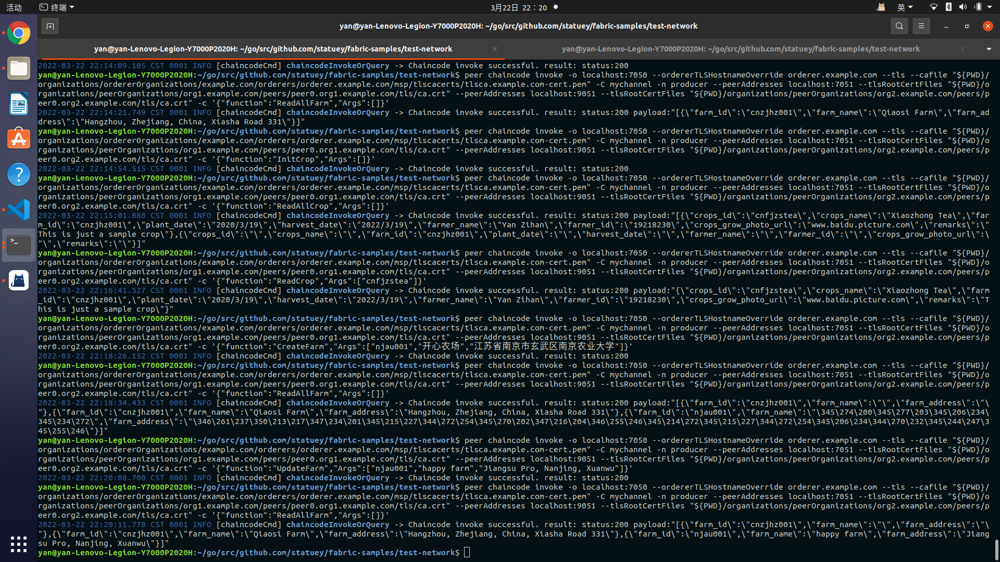 活动
终端
3月22日 22：20
英
yan@yan-Lenovo-Legion-Y7000P2020H: ~/go/src/github.com/statuey/fabric-samples/test-network
yan@yan-Lenovo-Legion-Y7000P2020H: ~/go/src/github.com/statuey/fabric-samples/test-network
yan@yan-Lenovo-Legion-Y7000P2020H: ~/go/src/github.com/statuey/fabric-samples/test-network
2022-03-22 22:14:09.105 CST 0001 INFO [chaincodeCmd] chaincodeInvokeOrQuery -> Chaincode invoke successful. result: status:200
yan@yan-Lenovo-Legion-Y7000P2020H:~/go/src/github.com/statuey/fabric-samples/test-network$ peer chaincode invoke -o localhost:7050 --ordererTLSHostnameOverride orderer.example.com --tls --cafile "${PWD}/
organizations/ordererOrganizations/example.com/orderers/orderer.example.com/msp/tlscacerts/tlsca.example.com-cert.pem" -C mychannel -n producer --peerAddresses localhost:7051 --tlsRootCertFiles "${PWD}/o
rganizations/peerOrganizations/org1.example.com/peers/peer0.org1.example.com/tls/ca.crt" --peerAddresses localhost:9051 --tlsRootCertFiles "${PWD}/organizations/peerOrganizations/org2.example.com/peers/p
eer0.org2.example.com/tls/ca.crt" -c '{"function":"ReadAllFarm","Args":[]}'
2022-03-22 22:14:21.749 CST 0001 INFO [chaincodeCmd] chaincodeInvokeOrQuery -> Chaincode invoke successful. result: status:200 payload:"[{\"farm_id\":\"cnzjhz001\",\"farm_name\":\"Qiaosi Farm\",\"farm_ad
dress\":\"Hangzhou, Zhejiang, China, Xiasha Road 331\"}]"
yan@yan-Lenovo-Legion-Y7000P2020H:~/go/src/github.com/statuey/fabric-samples/test-network$ peer chaincode invoke -o localhost:7050 --ordererTLSHostnameOverride orderer.example.com --tls --cafile "${PWD}/
organizations/ordererOrganizations/example.com/orderers/orderer.example.com/msp/tlscacerts/tlsca.example.com-cert.pem" -C mychannel -n producer --peerAddresses localhost:7051 --tlsRootCertFiles "${PWD}/o
rganizations/peerOrganizations/org1.example.com/peers/peer0.org1.example.com/tls/ca.crt" --peerAddresses localhost:9051 --tlsRootCertFiles "${PWD}/organizations/peerOrganizations/org2.example.com/peers/p
eer0.org2.example.com/tls/ca.crt" -c '{"function":"InitCrop","Args":[]}'
2022-03-22 22:14:54.515 CST 0001 INFO [chaincodeCmd] chaincodeInvokeOrQuery -> Chaincode invoke successful. result: status:200
yan@yan-Lenovo-Legion-Y7000P2020H:~/go/src/github.com/statuey/fabric-samples/test-network$ peer chaincode invoke -o localhost:7050 --ordererTLSHostnameOverride orderer.example.com --tls --cafile "${PWD}/
organizations/ordererOrganizations/example.com/orderers/orderer.example.com/msp/tlscacerts/tlsca.example.com-cert.pem" -C mychannel -n producer --peerAddresses localhost:7051 --tlsRootCertFiles "${PWD}/o
rganizations/peerOrganizations/org1.example.com/peers/peer0.org1.example.com/tls/ca.crt" --peerAddresses localhost:9051 --tlsRootCertFiles "${PWD}/organizations/peerOrganizations/org2.example.com/peers/p
eer0.org2.example.com/tls/ca.crt" -c '{"function":"ReadAllCrop","Args":[]}'
2022-03-22 22:15:01.888 CST 0001 INFO [chaincodeCmd] chaincodeInvokeOrQuery -> Chaincode invoke successful. result: status:200 payload:"[{\"crops_id\":\"cnfjzstea\",\"crops_name\":\"Xiaozhong Tea\",\"far
m_id\":\"cnzjhz001\",\"plant_date\":\"2020/3/19\",\"harvest_date\":\"2022/3/19\",\"farmer_name\":\"Yan Zihan\",\"farmer_id\":\"19218230\",\"crops_grow_photo_url\":\"www.baidu.picture.com\",\"remarks\":\"
This is just a sample crop\"},{\"crops_id\":\"\",\"crops_name\":\"\",\"farm_id\":\"cnzjhz001\",\"plant_date\":\"\",\"harvest_date\":\"\",\"farmer_name\":\"\",\"farmer_id\":\"\",\"crops_grow_photo_url\":\
"\",\"remarks\":\"\"}]"
yan@yan-Lenovo-Legion-Y7000P2020H:~/go/src/github.com/statuey/fabric-samples/test-network$ peer chaincode invoke -o localhost:7050 --ordererTLSHostnameOverride orderer.example.com --tls --cafile "${PWD}/
organizations/ordererOrganizations/example.com/orderers/orderer.example.com/msp/tlscacerts/tlsca.example.com-cert.pem" -C mychannel -n producer --peerAddresses localhost:7051 --tlsRootCertFiles "${PWD}/o
rganizations/peerOrganizations/org1.example.com/peers/peer0.org1.example.com/tls/ca.crt" --peerAddresses localhost:9051 --tlsRootCertFiles "${PWD}/organizations/peerOrganizations/org2.example.com/peers/p
eer0.org2.example.com/tls/ca.crt" -c '{"function":"ReadCrop","Args":["cnfjzstea"]}'
2022-03-22 22:16:41.527 CST 0001 INFO [chaincodeCmd] chaincodeInvokeOrQuery -> Chaincode invoke successful. result: status:200 payload:"{\"crops_id\":\"cnfjzstea\",\"crops_name\":\"Xiaozhong Tea\",\"farm
_id\":\"cnzjhz001\",\"plant_date\":\"2020/3/19\",\"harvest_date\":\"2022/3/19\",\"farmer_name\":\"Yan Zihan\",\"farmer_id\":\"19218230\",\"crops_grow_photo_url\":\"www.baidu.picture.com\",\"remarks\":\"T
his is just a sample crop\"}"
yan@yan-Lenovo-Legion-Y7000P2020H:~/go/src/github.com/statuey/fabric-samples/test-network$ peer chaincode invoke -o localhost:7050 --ordererTLSHostnameOverride orderer.example.com --tls --cafile "${PWD}/
organizations/ordererOrganizations/example.com/orderers/orderer.example.com/msp/tlscacerts/tlsca.example.com-cert.pem" -C mychannel -n producer --peerAddresses localhost:7051 --tlsRootCertFiles "${PWD}/o
rganizations/peerOrganizations/org1.example.com/peers/peer0.org1.example.com/tls/ca.crt" --peerAddresses localhost:9051 --tlsRootCertFiles "${PWD}/organizations/peerOrganizations/org2.example.com/peers/p
eer0.org2.example.com/tls/ca.crt" -c '{"function":"CreateFarm","Args":["njau001","开心农场","江苏省南京市玄武区南京农业大学"]}'
2022-03-22 22:18:26.152 CST 0001 INFO [chaincodeCmd] chaincodeInvokeOrQuery -> Chaincode invoke successful. result: status:200
yan@yan-Lenovo-Legion-Y7000P2020H:~/go/src/github.com/statuey/fabric-samples/test-network$ peer chaincode invoke -o localhost:7050 --ordererTLSHostnameOverride orderer.example.com --tls --cafile "${PWD}/
organizations/ordererOrganizations/example.com/orderers/orderer.example.com/msp/tlscacerts/tlsca.example.com-cert.pem" -C mychannel -n producer --peerAddresses localhost:7051 --tlsRootCertFiles "${PWD}/o
rganizations/peerOrganizations/org1.example.com/peers/peer0.org1.example.com/tls/ca.crt" --peerAddresses localhost:9051 --tlsRootCertFiles "${PWD}/organizations/peerOrganizations/org2.example.com/peers/p
eer0.org2.example.com/tls/ca.crt" -c '{"function":"ReadAllFarm","Args":[]}'
2022-03-22 22:18:34.433 CST 0001 INFO [chaincodeCmd] chaincodeInvokeOrQuery -> Chaincode invoke successful. result: status:200 payload:"[{\"farm_id\":\"cnzjhz001\",\"farm_name\":\"\",\"farm_address\":\"\
"},{\"farm_id\":\"cnzjhz001\",\"farm_name\":\"Qiaosi Farm\",\"farm_address\":\"Hangzhou, Zhejiang, China, Xiasha Road 331\"},{\"farm_id\":\"njau001\",\"farm_name\":\"\345\274\200\345\277\203\345\206\234\
345\234\272\",\"farm_address\":\"\346\261\237\350\213\217\347\234\201\345\215\227\344\272\254\345\270\202\347\216\204\346\255\246\345\214\272\345\215\227\344\272\254\345\206\234\344\270\232\345\244\247\3
45\255\246\"}]"
yan@yan-Lenovo-Legion-Y7000P2020H:~/go/src/github.com/statuey/fabric-samples/test-network$ peer chaincode invoke -o localhost:7050 --ordererTLSHostnameOverride orderer.example.com --tls --cafile "${PWD}/
organizations/ordererOrganizations/example.com/orderers/orderer.example.com/msp/tlscacerts/tlsca.example.com-cert.pem" -C mychannel -n producer --peerAddresses localhost:7051 --tlsRootCertFiles "${PWD}/o
rganizations/peerOrganizations/org1.example.com/peers/peer0.org1.example.com/tls/ca.crt" --peerAddresses localhost:9051 --tlsRootCertFiles "${PWD}/organizations/peerOrganizations/org2.example.com/peers/p
eer0.org2.example.com/tls/ca.crt" -c '{"function":"UpdateFarm","Args":["njau001","happy farm","Jiangsu Pro, Nanjing, Xuanwu"]}'
2022-03-22 22:20:08.700 CST 0001 INFO [chaincodeCmd] chaincodeInvokeOrQuery -> Chaincode invoke successful. result: status:200
yan@yan-Lenovo-Legion-Y7000P2020H:~/go/src/github.com/statuey/fabric-samples/test-network$ peer chaincode invoke -o localhost:7050 --ordererTLSHostnameOverride orderer.example.com --tls --cafile "${PWD}/
organizations/ordererOrganizations/example.com/orderers/orderer.example.com/msp/tlscacerts/tlsca.example.com-cert.pem" -C mychannel -n producer --peerAddresses localhost:7051 --tlsRootCertFiles "${PWD}/o
rganizations/peerOrganizations/org1.example.com/peers/peer0.org1.example.com/tls/ca.crt" --peerAddresses localhost:9051 --tlsRootCertFiles "${PWD}/organizations/peerOrganizations/org2.example.com/peers/p
eer0.org2.example.com/tls/ca.crt" -c '{"function":"ReadAllFarm","Args":[]}'
2022-03-22 22:20:11.778 CST 0001 INFO [chaincodeCmd] chaincodeInvokeOrQuery -> Chaincode invoke successful. result: status:200 payload:"[{\"farm_id\":\"cnzjhz001\",\"farm_name\":\"\",\"farm_address\":\"\
"},{\"farm_id\":\"cnzjhz001\",\"farm_name\":\"Qiaosi Farm\",\"farm_address\":\"Hangzhou, Zhejiang, China, Xiasha Road 331\"},{\"farm_id\":\"njau001\",\"farm_name\":\"happy farm\",\"farm_address\":\"Jiang
su Pro, Nanjing, Xuanwu\"}]"
yan@yan-Lenovo-Legion-Y7000P2020H:~/go/src/github.com/statuey/fabric-samples/test-network$